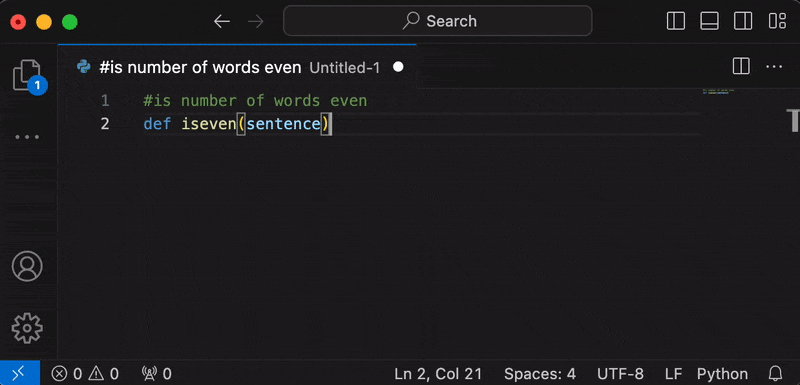 Search
#is number of words even Untitled-1
1
1 #is number of words even
2 def iseven(sentence)
0 0 0 Ln 2, Col 21 Spaces: 4 UTF-8 LF Python